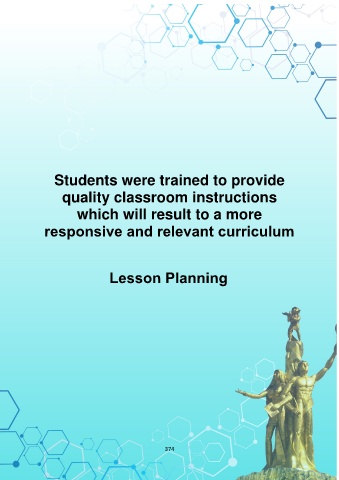 Students were trained to provide
quality classroom instructions
which will result to a more
responsive and relevant curriculum
Lesson Planning
374